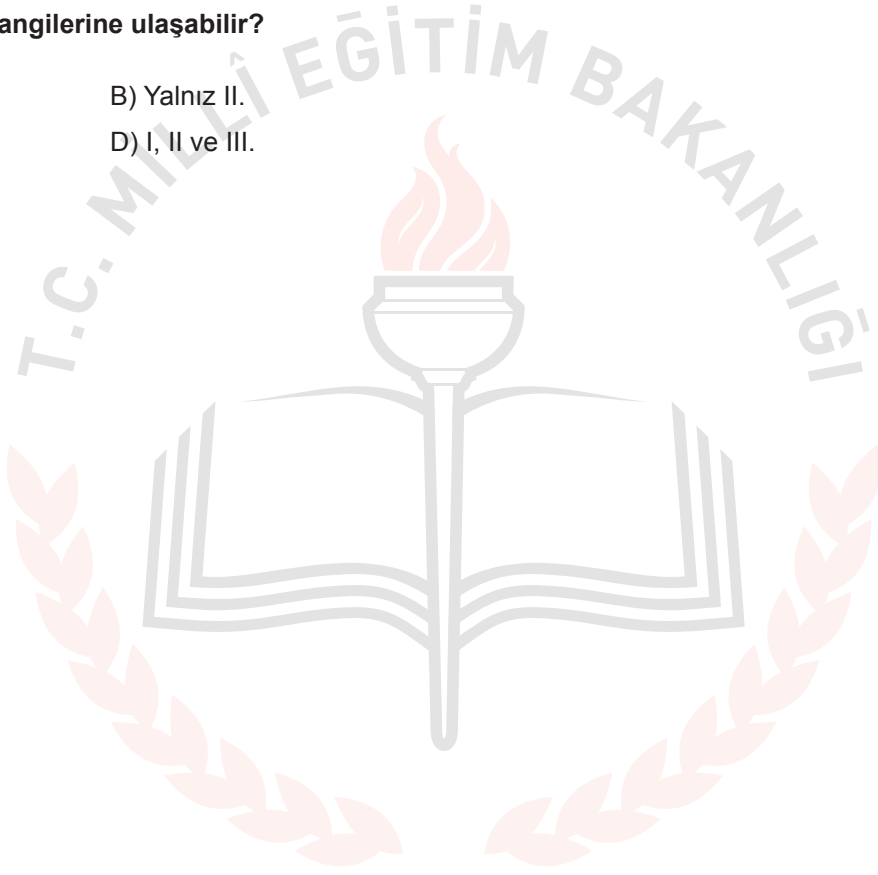 angilerine ulaşabilir?
B) Yalnız II.
D) I, II ve III.
T.C. MİLLÎ EĞİTİM BAKANLIĞI